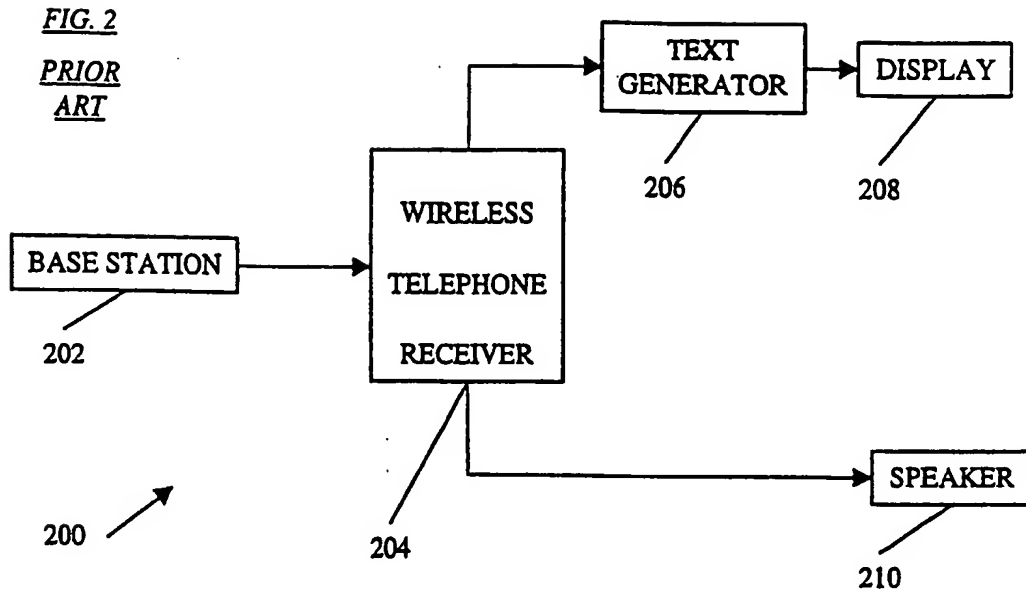 FIG. 2
PRIOR
ART
TEXT
GENERATOR
DISPLAY
206
208
WIRELESS
TELEPHONE
RECEIVER
BASE STATION
202
SPEAKER
200
204
210